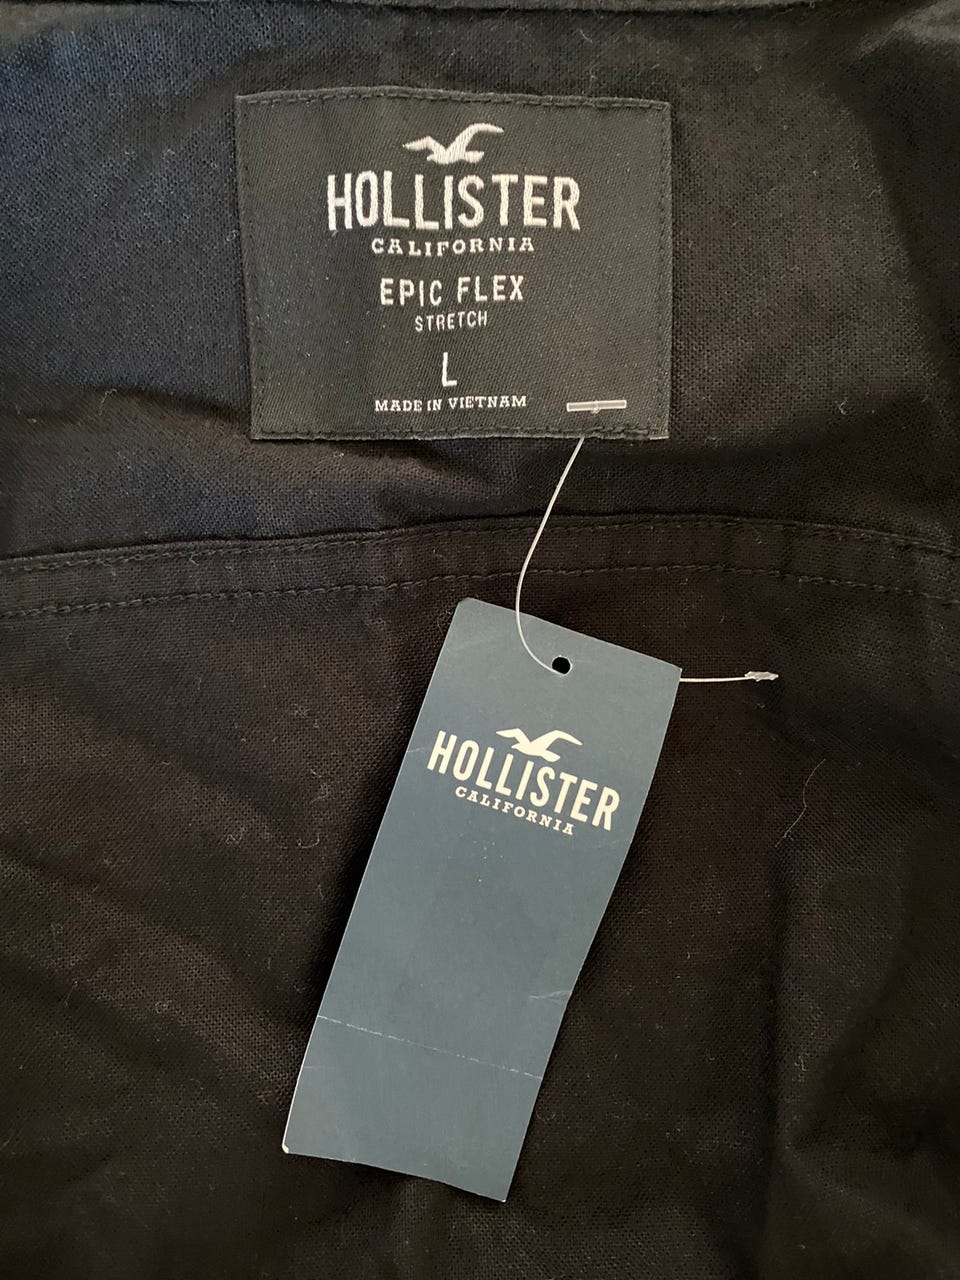 HOLLISTER
CALIFORNIA
EPIC FLEX
STRETCH
L
MADE IN VIETNAM
HOLLISTER
CALIFORNIA